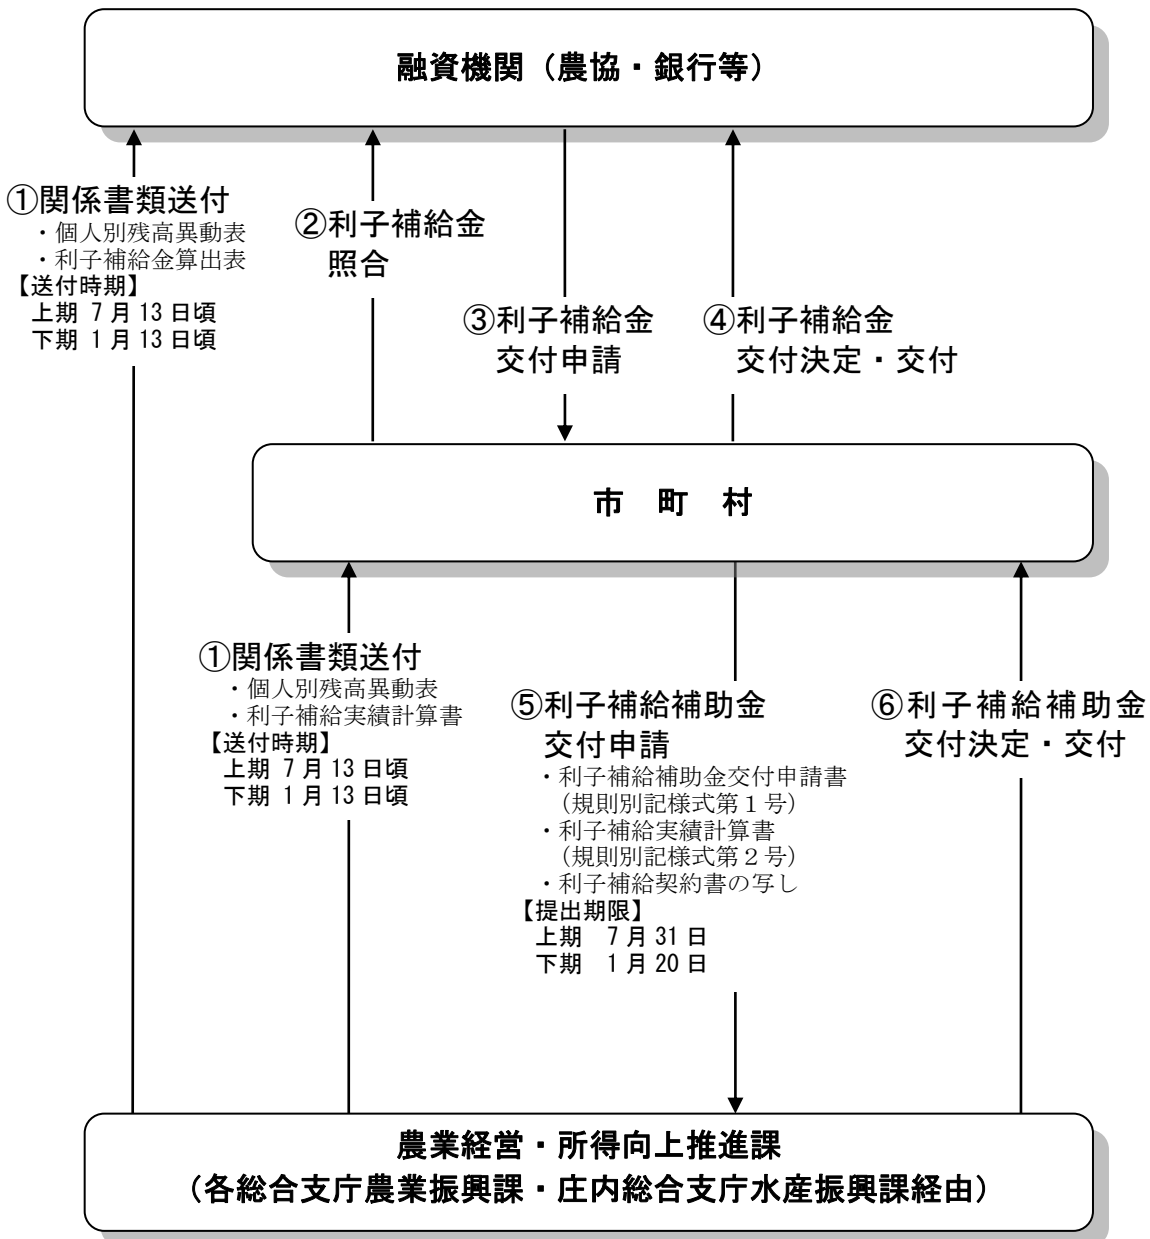 融資機関（農協・銀行等）
①関係書類送付
・個人別残高異動表
・利子補給金算出表
【送付時期】
上期 7月13日頃
下期 1月13日頃
②利子補給金
照合
③利子補給金
交付申請
④利子補給金
交付決定・交付
市　町　村
①関係書類送付
・個人別残高異動表
・利子補給実績計算書
【送付時期】
上期 7月13日頃
下期 1月13日頃
⑤利子補給補助金
交付申請
・利子補給補助金交付申請書
（規則別記様式第１号）
・利子補給実績計算書
（規則別記様式第２号）
・利子補給契約書の写し
【提出期限】
上期　7月31日
下期　1月20日
⑥利子補給補助金
交付決定・交付
農業経営・所得向上推進課
（各総合支庁農業振興課・庄内総合支庁水産振興課経由）